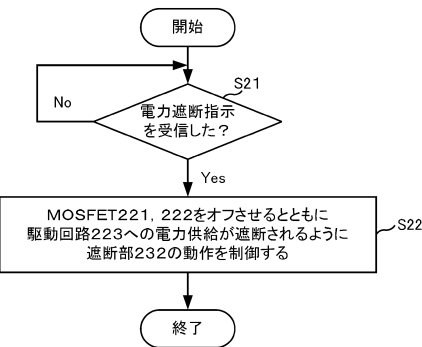 開始
No
S21
電力遮断指示
を受信した?
Yes
MOSFET221,222をオフさせるとともに
駆動回路223への電力供給が遮断されるように
遮断部232の動作を制御する
S22
終了